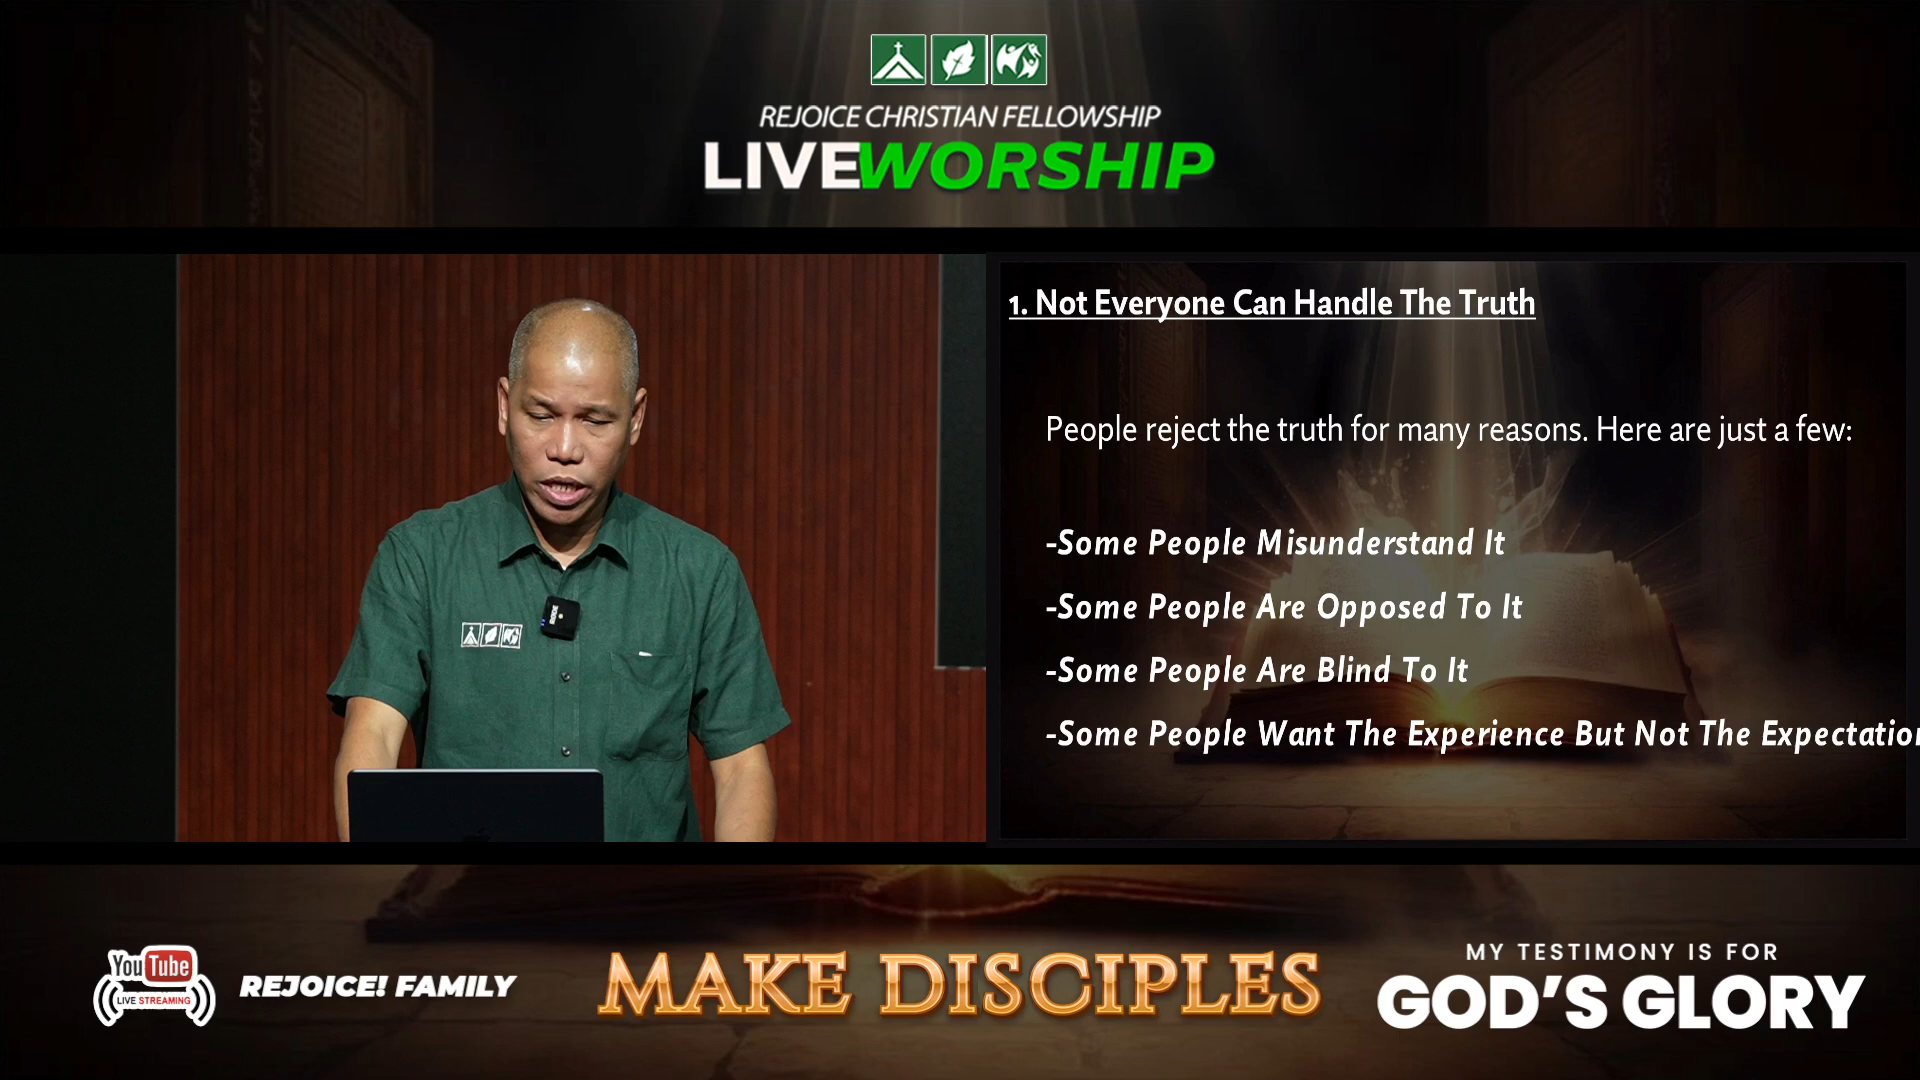 REJOICE CHRISTIAN FELLOWSHIP
LIVEWORSHIP
1. Not Everyone Can Handle The Truth
People reject the truth for many reasons. Here are just a few:
-Some People Misunderstand It
-Some People Are Opposed To It
-Some People Are Blind To It
-Some People Want The Experience But Not The Expectation
YouTube
LIVE STREAMING
REJOICE! FAMILY
MAKE DISCIPLES
MY TESTIMONY IS FOR
GOD'S GLORY